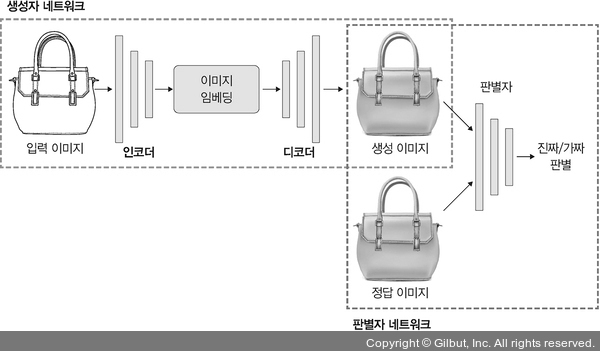 생성자 네트워크
입력 이미지
인코더
이미지
임베딩
디코더
생성 이미지
판별자
진짜/가짜
판별
정답 이미지
판별자 네트워크
Copyright © Gilbut, Inc. All rights reserved.